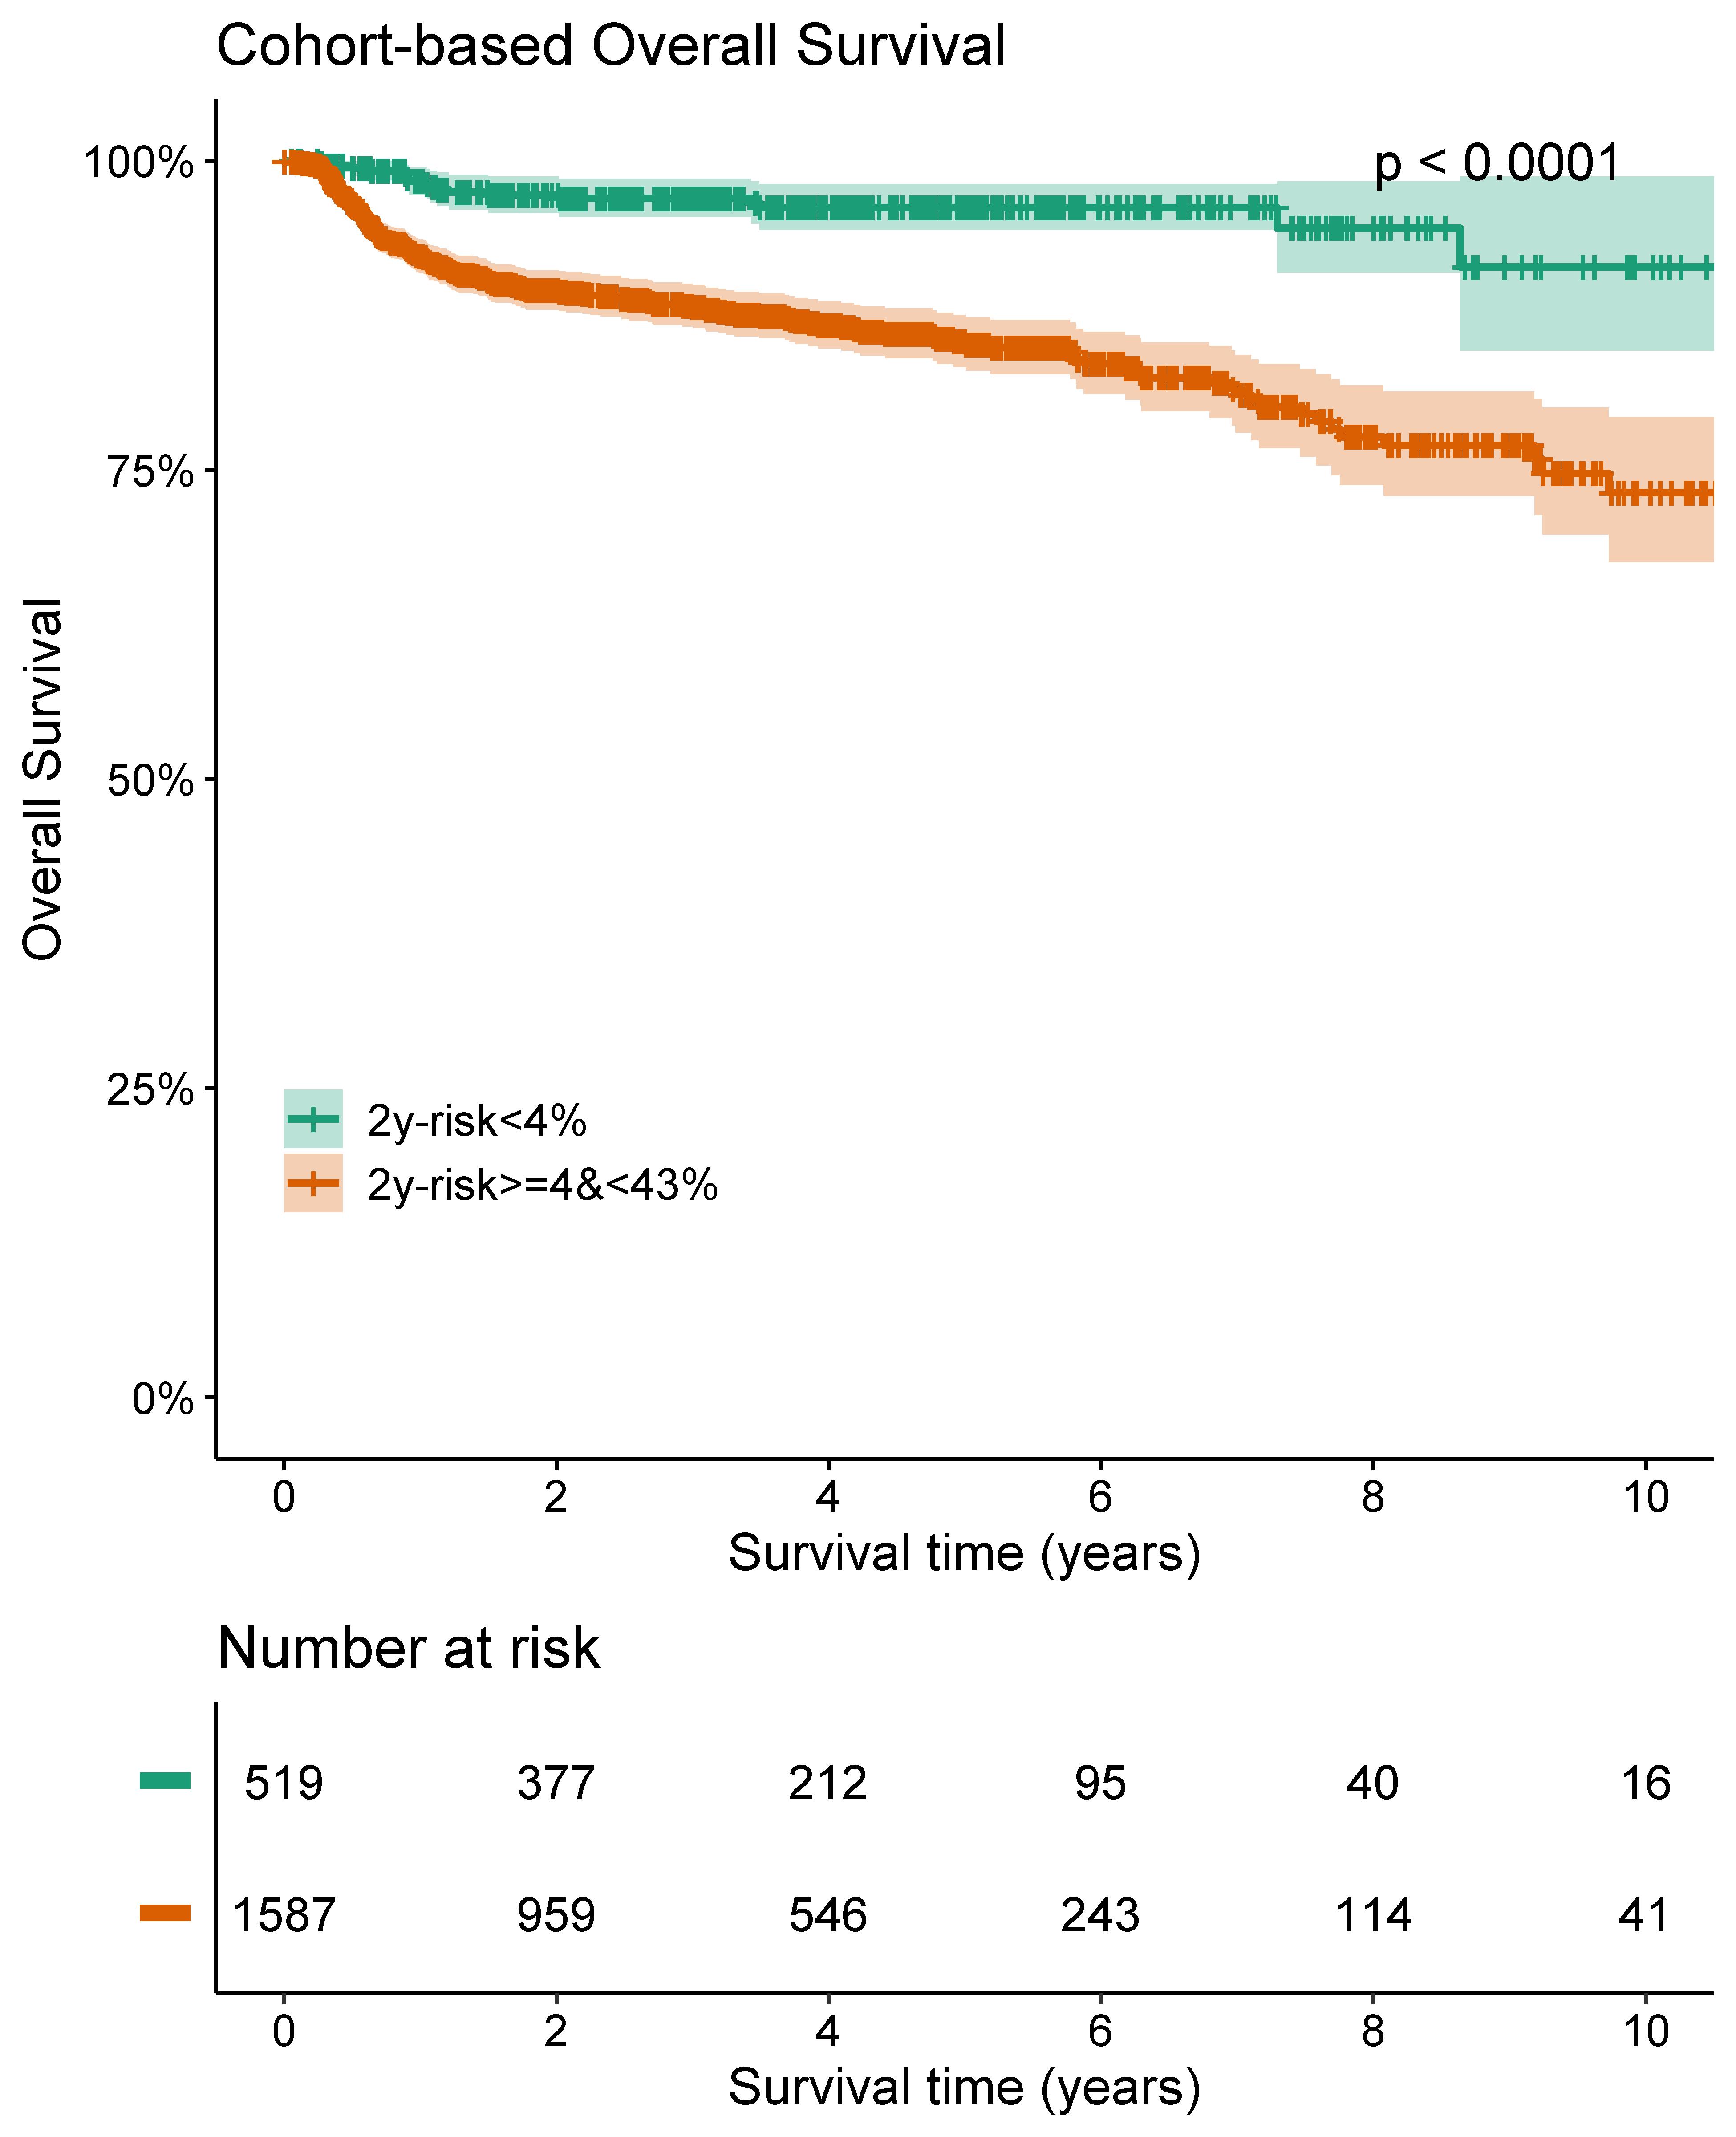 Cohort-based Overall Survival
p < 0.0001
100%
75%
50%
25%
0%
Overall Survival
2y-risk<4%
2y-risk>=4&<43%
0 2 4 6 8 10
Survival time (years)
Number at risk
519 377 212 95 40 16
1587 959 546 243 114 41
0 2 4 6 8 10
Survival time (years)